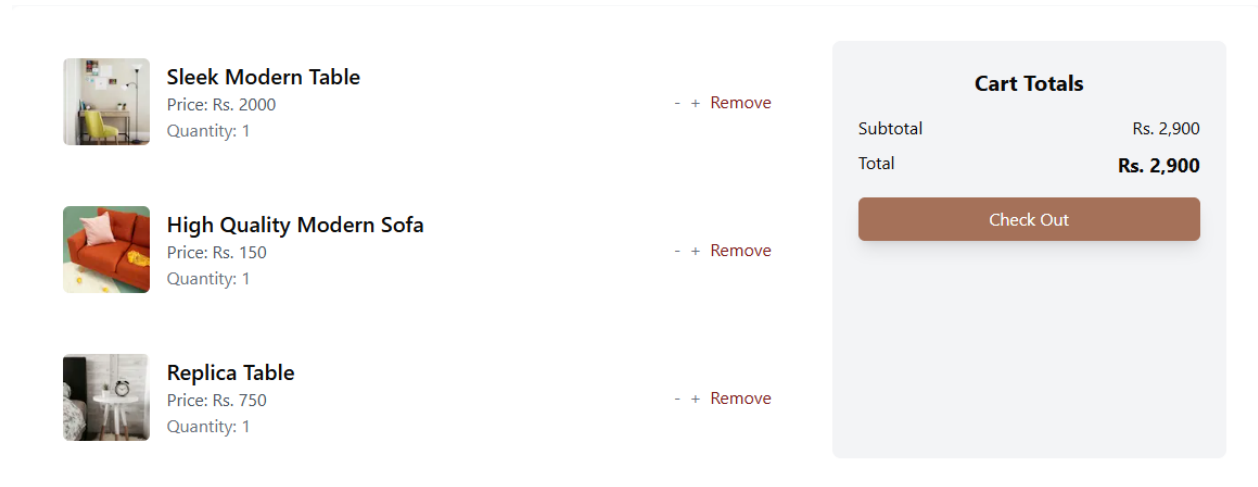 Sleek Modern Table
Price: Rs. 2000
Quantity: 1
- + Remove
High Quality Modern Sofa
Price: Rs. 150
Quantity: 1
- + Remove
Replica Table
Price: Rs. 750
Quantity: 1
- + Remove
Cart Totals
Subtotal Rs. 2,900
Total Rs. 2,900
Check Out